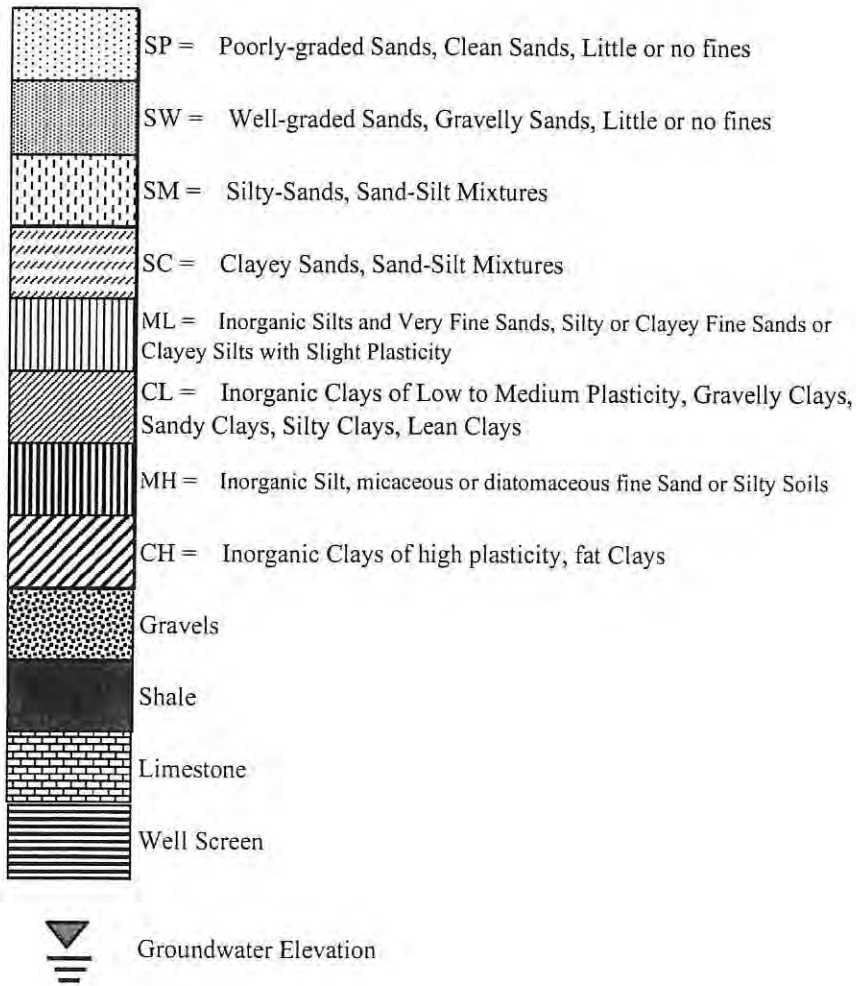 SP = Poorly-graded Sands, Clean Sands, Little or no fines
SW = Well-graded Sands, Gravelly Sands, Little or no fines
SM = Silty-Sands, Sand-Silt Mixtures
SC = Clayey Sands, Sand-Silt Mixtures
ML = Inorganic Silts and Very Fine Sands, Silty or Clayey Fine Sands or
Clayey Silts with Slight Plasticity
CL = Inorganic Clays of Low to Medium Plasticity, Gravelly Clays,
Sandy Clays, Silty Clays, Lean Clays
MH = Inorganic Silt, micaceous or diatomaceous fine Sand or Silty Soils
CH = Inorganic Clays of high plasticity, fat Clays
Gravels
Shale
Limestone
Well Screen
Groundwater Elevation